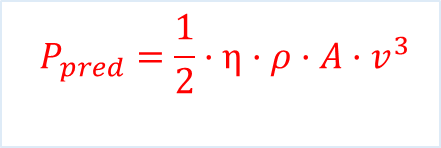 P_pred = 1/2 · η · ρ · A · v³